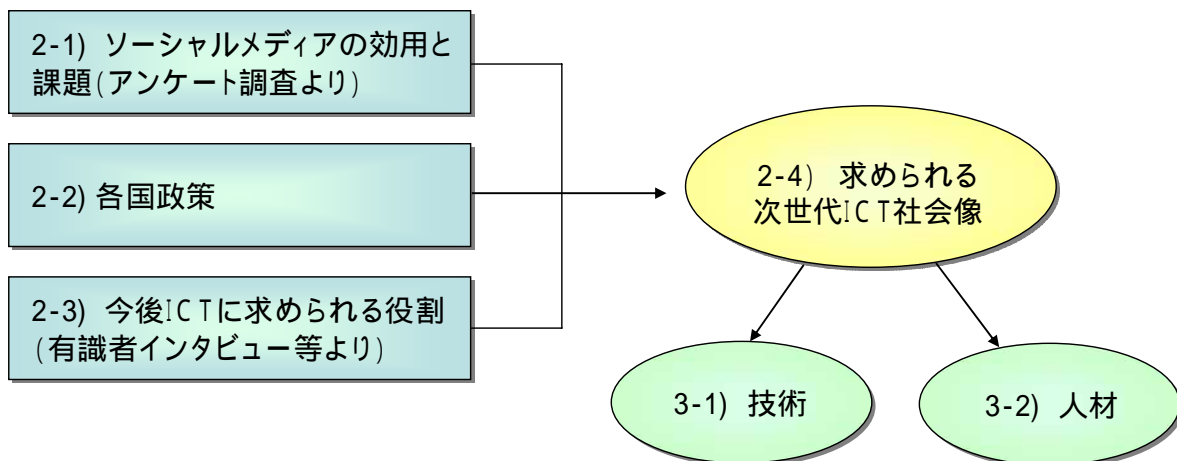 2-1) ソーシャルメディアの効用と
課題(アンケート調査より)
2-2) 各国政策
2-3) 今後ICTに求められる役割
(有識者インタビュー等より)
2-4) 求められる
次世代ICT社会像
3-1) 技術
3-2) 人材